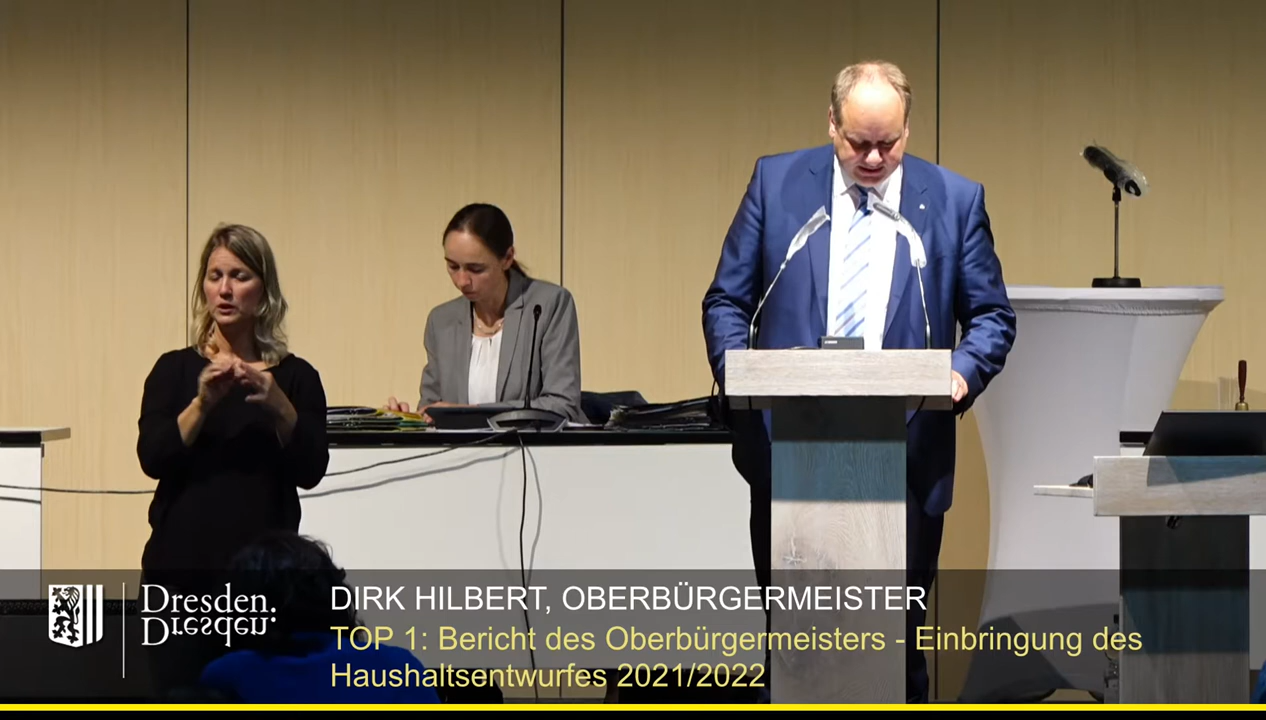 Dresden.
Dresden.
DIRK HILBERT, OBERBÜRGERMEISTER
TOP 1: Bericht des Oberbürgermeisters - Einbringung des
Haushaltsentwurfes 2021/2022